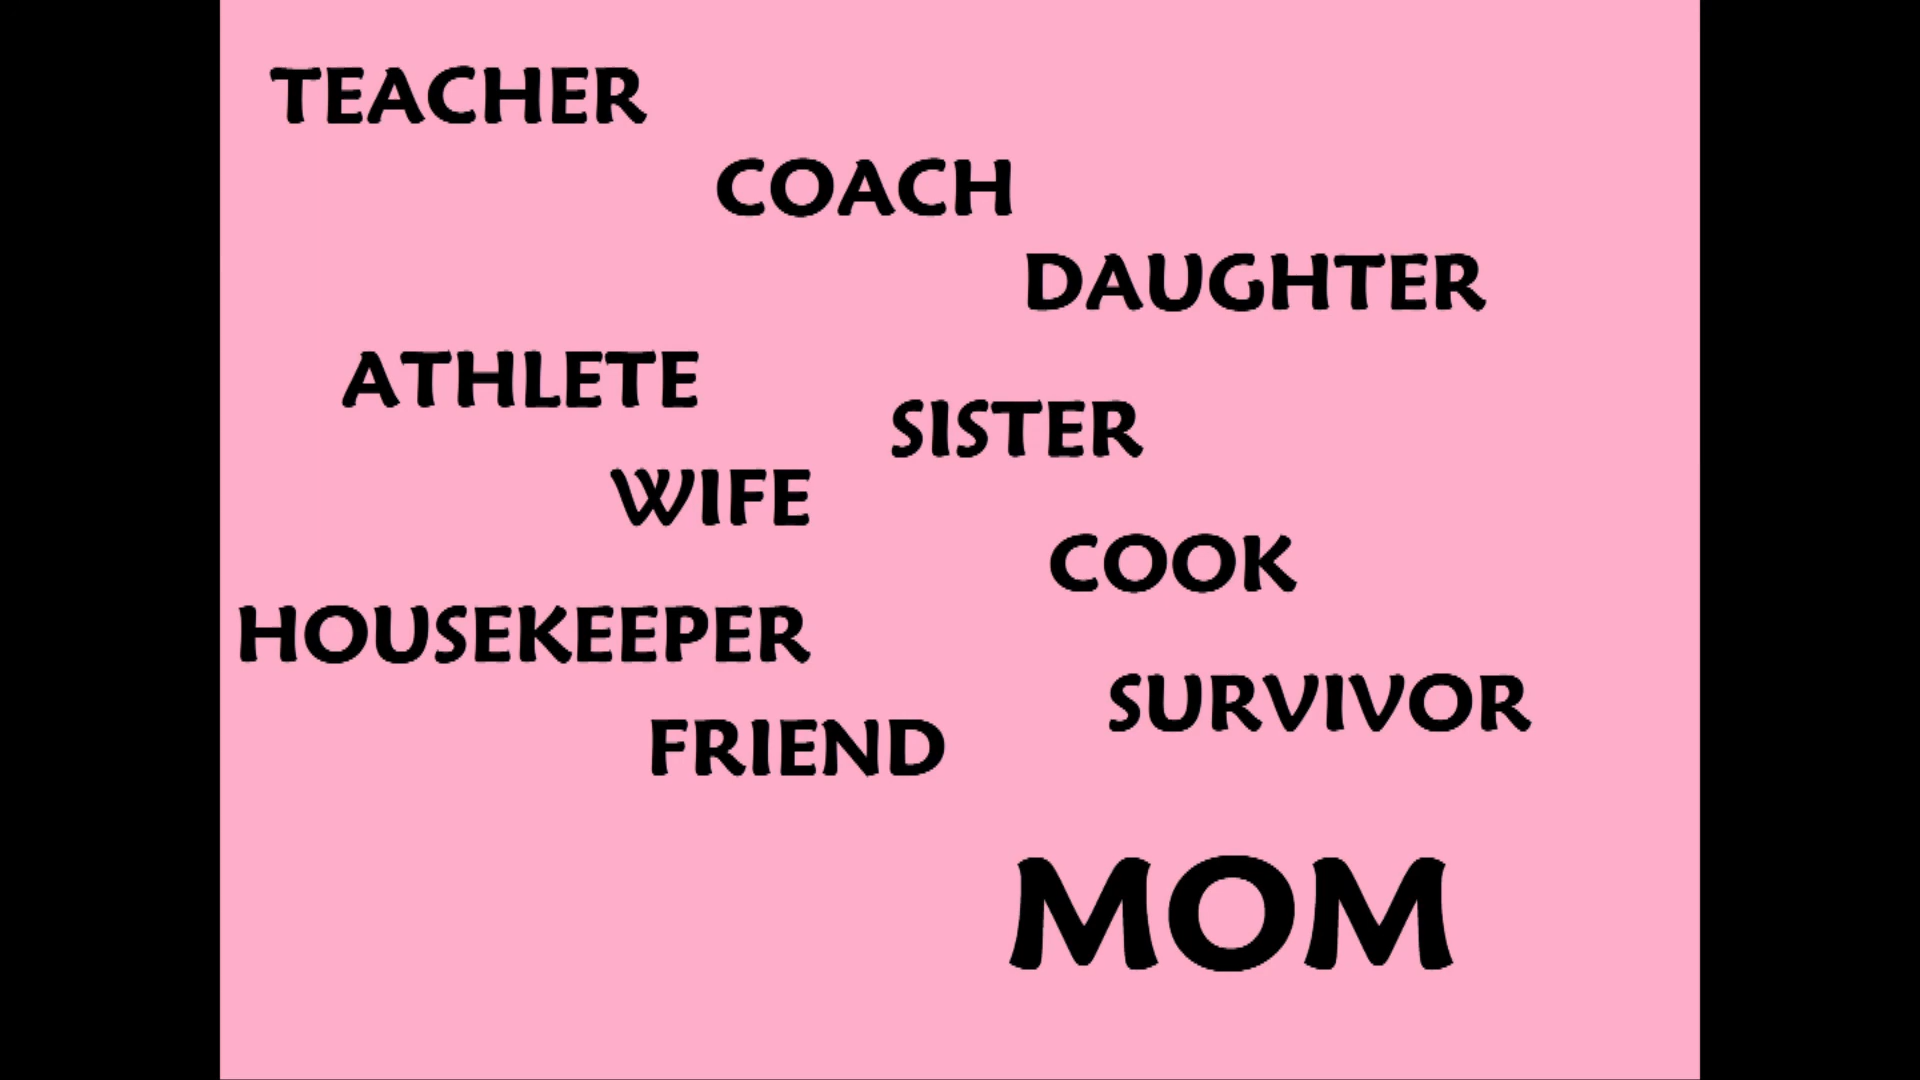 TEACHER
COACH
DAUGHTER
ATHLETE
SISTER
WIFE
COOK
HOUSEKEEPER
SURVIVOR
FRIEND
MOM